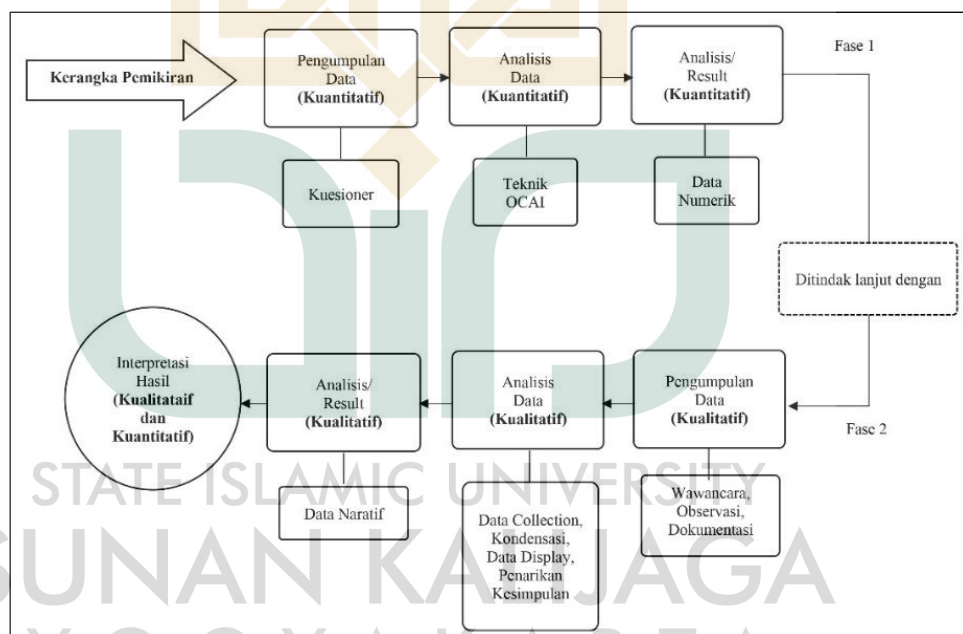 Kerangka Pemikiran
Pengumpulan
Data
(Kuantitatif)
Analisis
Data
(Kuantitatif)
Analisis/
Result
(Kuantitatif)
Fase 1
Kuesioner
Teknik
OCAI
Data
Numerik
Ditindak lanjut dengan
Pengumpulan
Data
(Kualitatif)
Fase 2
Analisis
Data
(Kualitatif)
Analisis/
Result
(Kualitatif)
Interpretasi
Hasil
(Kualitataif
dan
Kuantitatif)
Wawancara,
Observasi,
Dokumentasi
Data Collection,
Kondensasi,
Data Display,
Penarikan
Kesimpulan
Data Naratif
STATE ISLAMIC UNIVERSITY
SUNAN KALIJAGA
YOGYAKARTA